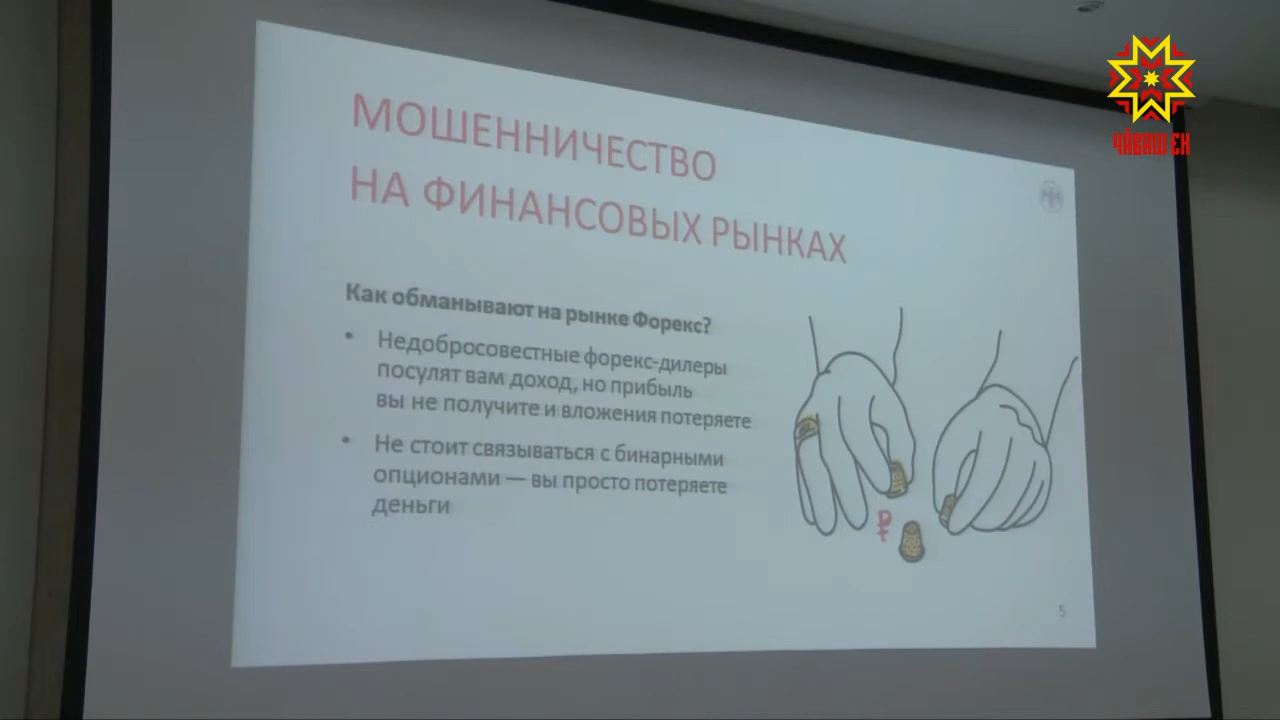 ЧӐВАШ ЕН
МОШЕННИЧЕСТВО
НА ФИНАНСОВЫХ РЫНКАХ
Как обманывают на рынке Форекс?
• Недобросовестные форекс-дилеры
посулят вам доход, но прибыль
вы не получите и вложения потеряете
• Не стоит связываться с бинарными
опционами — вы просто потеряете
деньги
₽
5